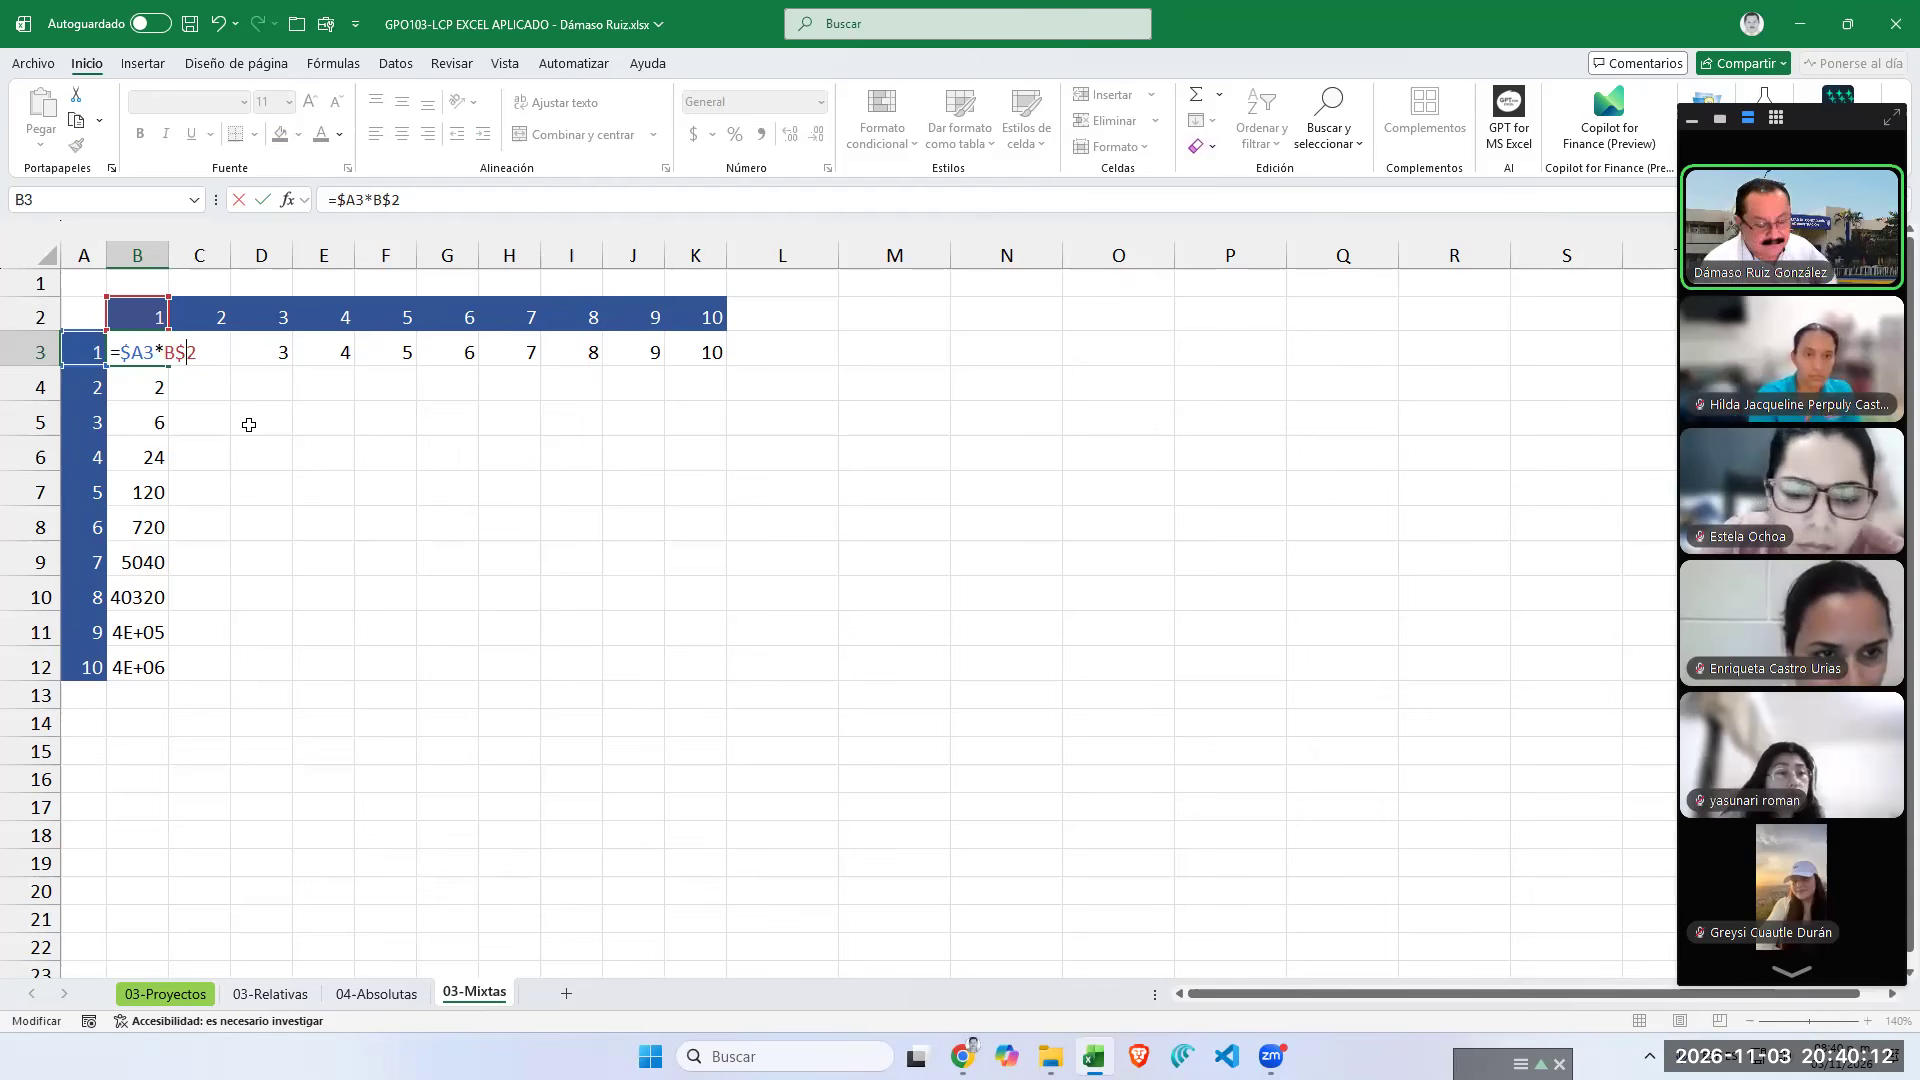 Autoguardado
GPO103-LCP EXCEL APLICADO - Dámaso Ruiz.xlsx
Buscar
Archivo Inicio Insertar Diseño de página Fórmulas Datos Revisar Vista Automatizar Ayuda
Comentarios Compartir Ponerse al día
Pegar
Portapapeles
11
N K S
Fuente
Ajustar texto
Combinar y centrar
Alineación
General
Número
Formato condicional
Dar formato como tabla
Estilos de celda
Estilos
Insertar
Eliminar
Formato
Celdas
Ordenar y filtrar
Buscar y seleccionar
Edición
Complementos
Complementos
GPT for MS Excel
AI
Copilot for Finance (Preview)
Copilot for Finance (Pre...
B3
=$A3*B$2
A B C D E F G H I J K L M N O P Q R S
1
2 1 2 3 4 5 6 7 8 9 10
3 1 =$A3*B$2 3 4 5 6 7 8 9 10
4 2 2
5 3 6
6 4 24
7 5 120
8 6 720
9 7 5040
10 8 40320
11 9 4E+05
12 10 4E+06
13
14
15
16
17
18
19
20
21
22
23
Dámaso Ruiz González
Hilda Jacqueline Perpuly Cast...
Estela Ochoa
Enriqueta Castro Urias
yasunari roman
Greysi Cuautle Durán
03-Proyectos 03-Relativas 04-Absolutas 03-Mixtas
Modificar
Accesibilidad: es necesario investigar
140%
Buscar
zm
2026-11-03 20:40:12